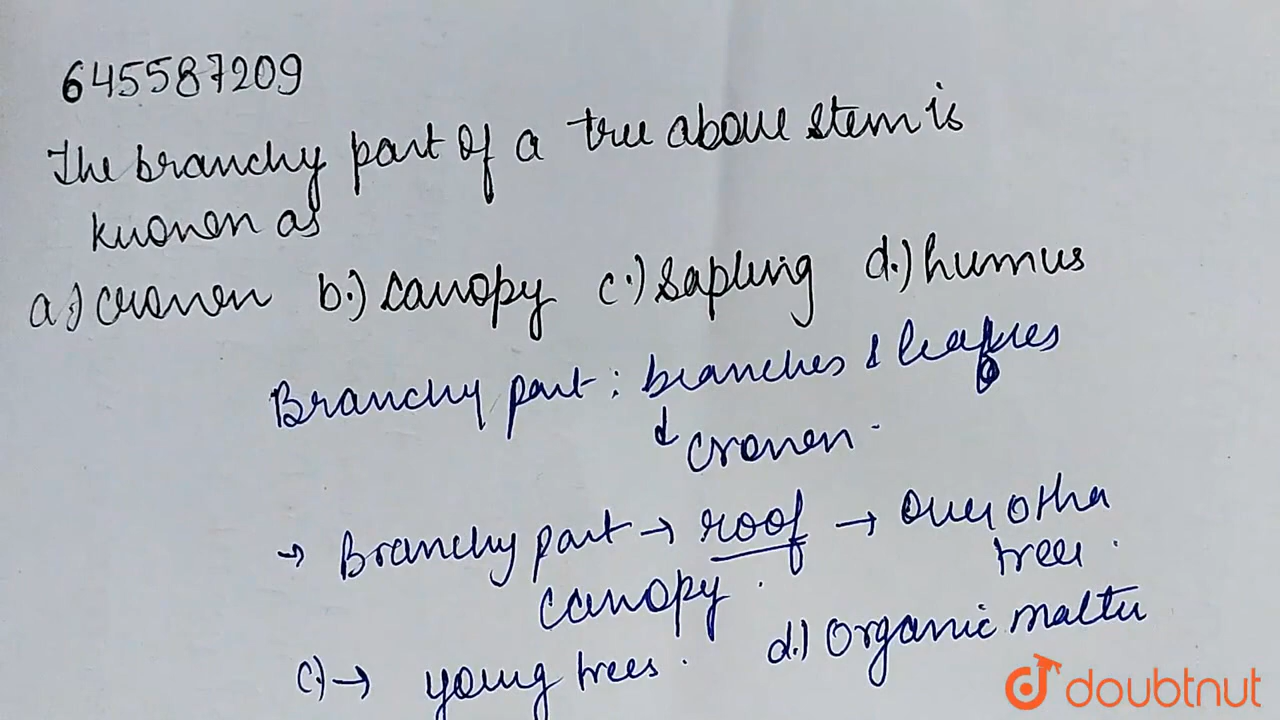 645587209
The branchy part of a tree above stem is
known as
a.) crown b.) canopy c.) sapling d.) humus
Branchy part : branches & leaves
↓ crown.
→ Branchy part → roof → over other
trees.
canopy.
c.) → young trees. d.) Organic matter
doubtnut